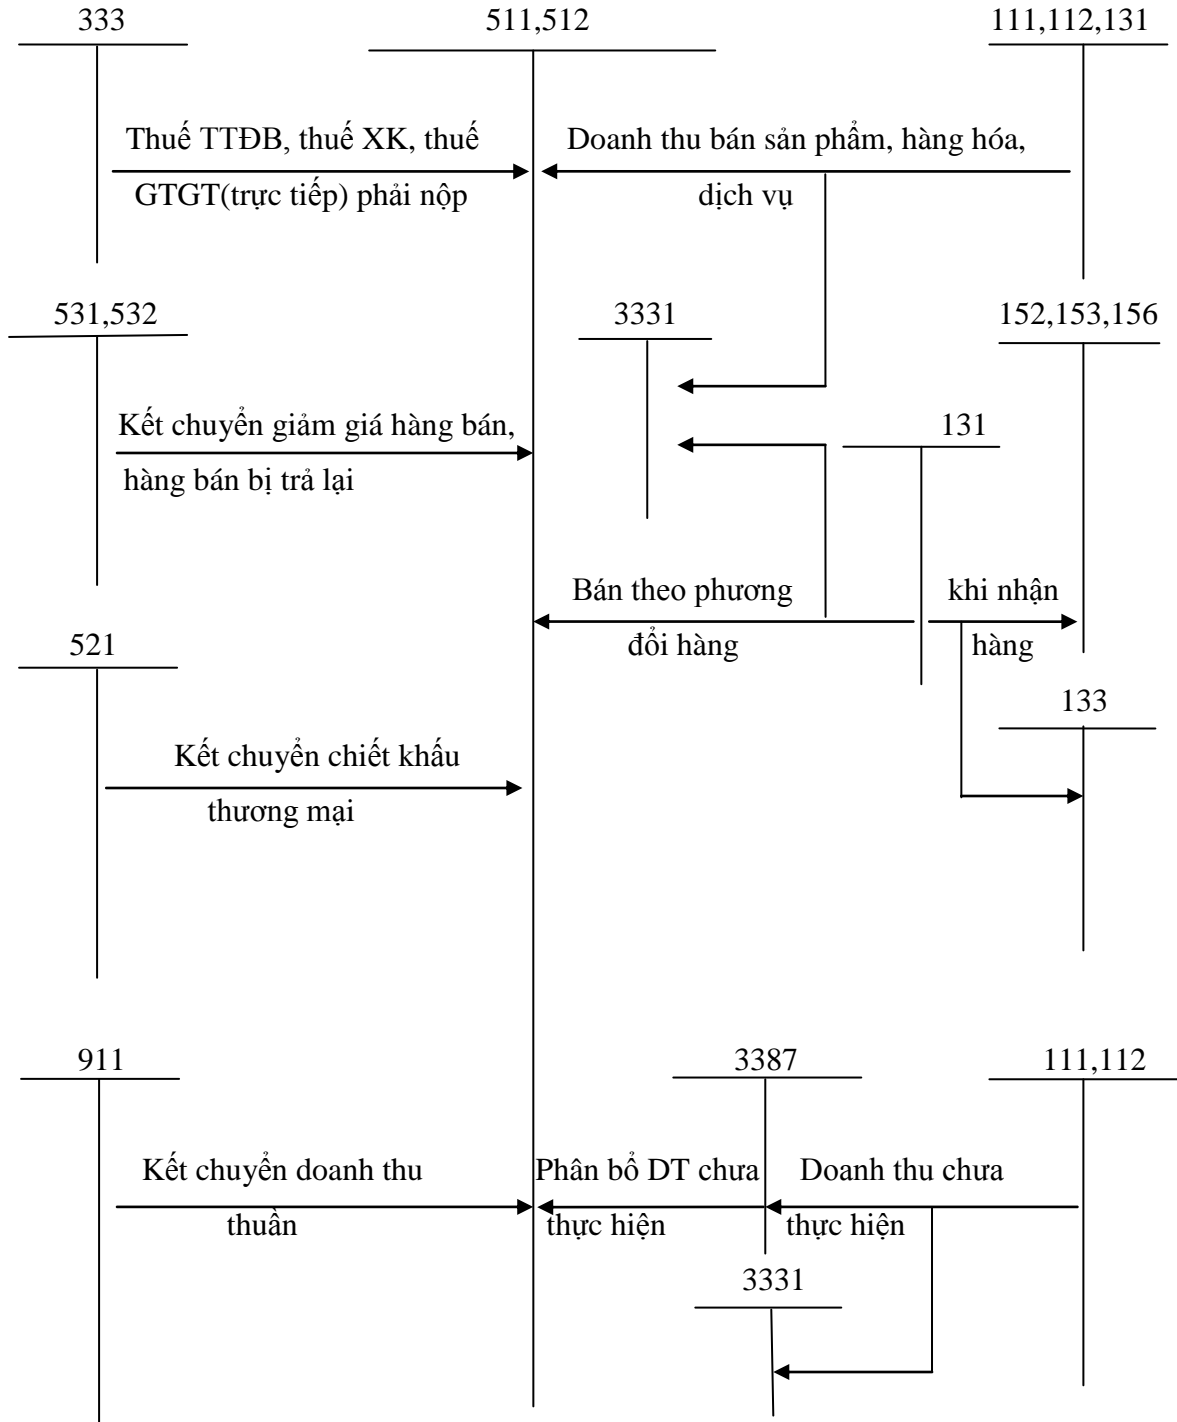 333
511,512
111,112,131
Thuế TTĐB, thuế XK, thuế
GTGT(trực tiếp) phải nộp
Doanh thu bán sản phẩm, hàng hóa,
dịch vụ
531,532
3331
152,153,156
Kết chuyển giảm giá hàng bán,
hàng bán bị trả lại
131
Bán theo phương
đổi hàng
khi nhận
hàng
521
133
Kết chuyển chiết khấu
thương mại
911
3387
111,112
Kết chuyển doanh thu
thuần
Phân bổ DT chưa
thực hiện
Doanh thu chưa
thực hiện
3331